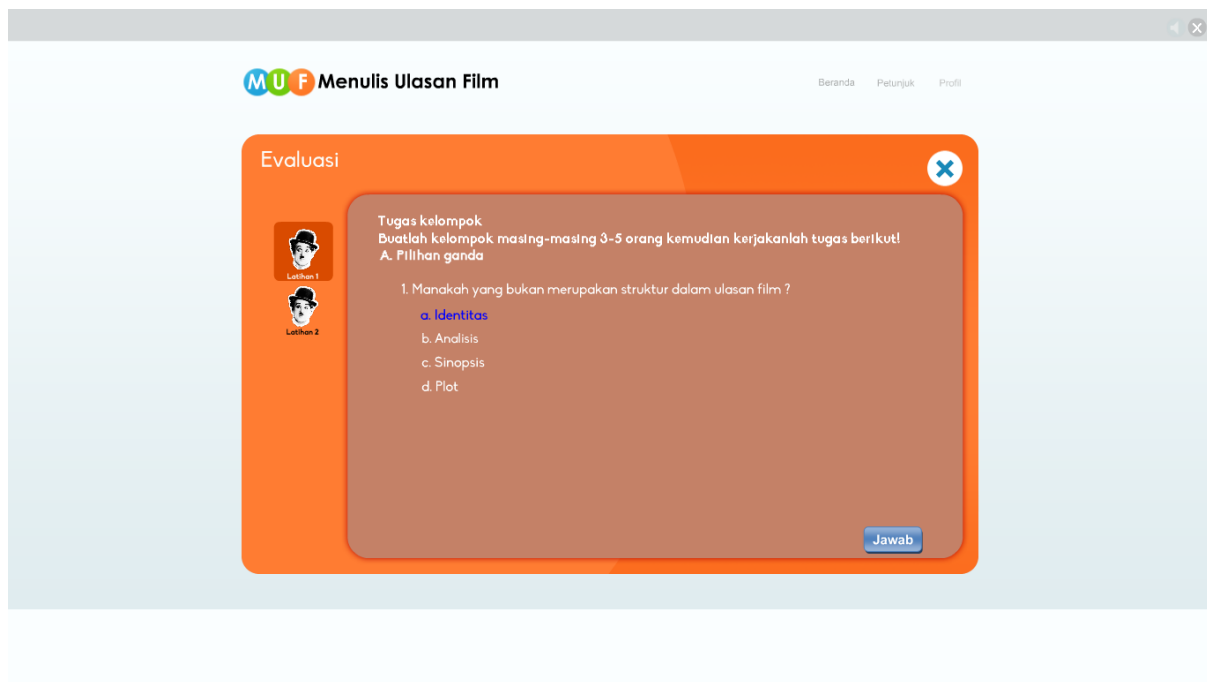 MUF Menulis Ulasan Film
Beranda Petunjuk Profil
Evaluasi
Tugas kelompok
Buatlah kelompok masing-masing 3-5 orang kemudian kerjakanlah tugas berikut!
A. Pilihan ganda
Latihan 1
1. Manakah yang bukan merupakan struktur dalam ulasan film ?
a. Identitas
Latihan 2
b. Analisis
c. Sinopsis
d. Plot
Jawab